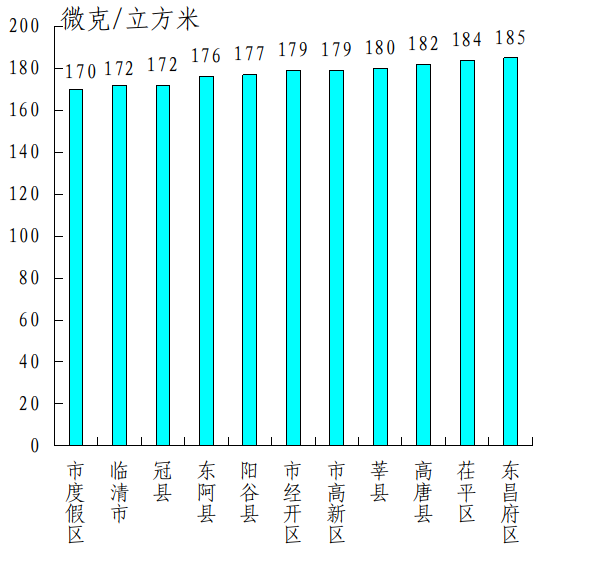 微克/立方米
200
180
160
140
120
100
80
60
40
20
0
170
172
172
176
177
179
179
180
182
184
185
市度假区
临清市
冠县
东阿县
阳谷县
市经开区
市高新区
莘县
高唐县
茌平区
东昌府区